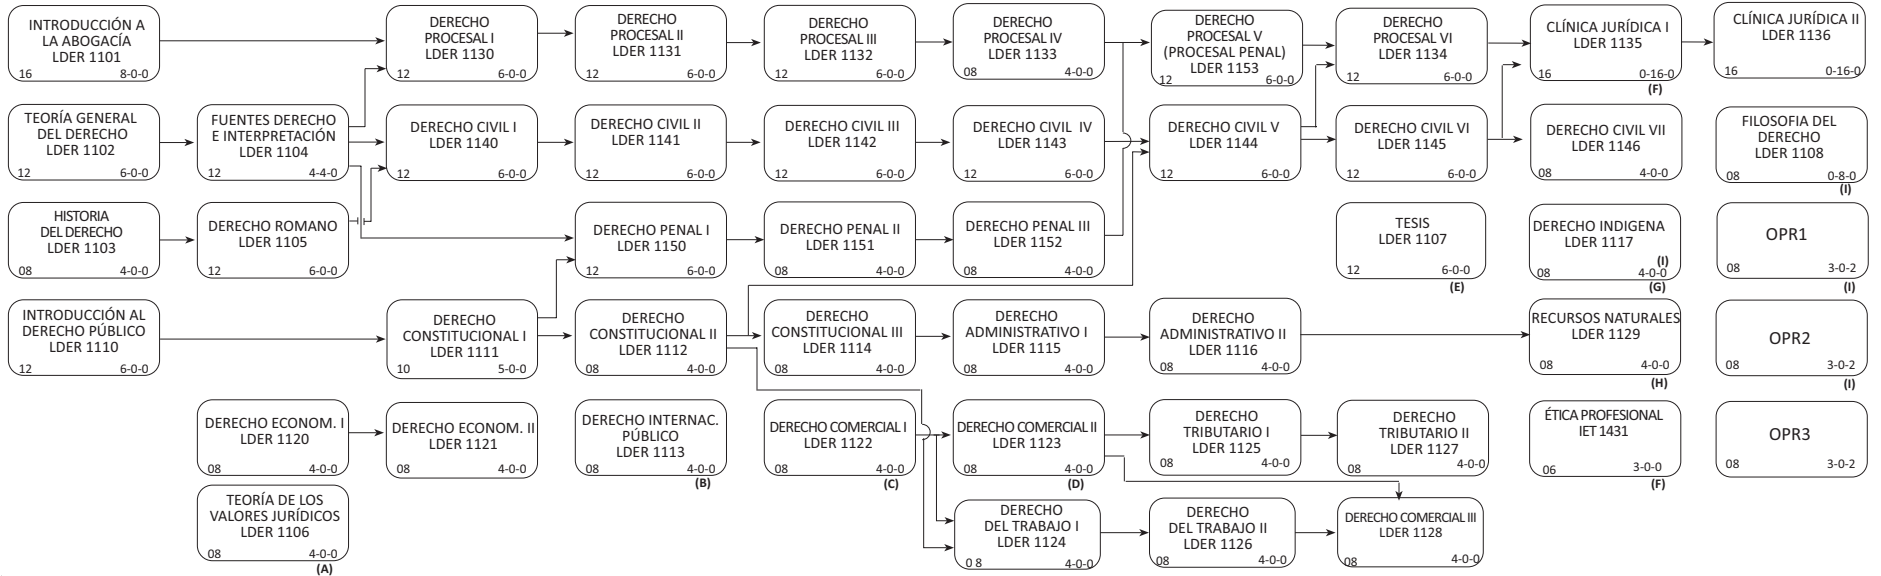 INTRODUCCIÓN A
LA ABOGACÍA
LDER 1101
16 8-0-0
DERECHO
PROCESAL I
LDER 1130
12 6-0-0
DERECHO
PROCESAL II
LDER 1131
12 6-0-0
DERECHO
PROCESAL III
LDER 1132
12 6-0-0
DERECHO
PROCESAL IV
LDER 1133
08 4-0-0
DERECHO
PROCESAL V
(PROCESAL PENAL)
LDER 1153
12 6-0-0
DERECHO
PROCESAL VI
LDER 1134
12 6-0-0
CLÍNICA JURÍDICA I
LDER 1135
16 0-16-0
(F)
CLÍNICA JURÍDICA II
LDER 1136
16 0-16-0
TEORÍA GENERAL
DEL DERECHO
LDER 1102
12 6-0-0
FUENTES DERECHO
E INTERPRETACIÓN
LDER 1104
12 4-4-0
DERECHO CIVIL I
LDER 1140
12 6-0-0
DERECHO CIVIL II
LDER 1141
12 6-0-0
DERECHO CIVIL III
LDER 1142
12 6-0-0
DERECHO CIVIL IV
LDER 1143
12 6-0-0
DERECHO CIVIL V
LDER 1144
12 6-0-0
DERECHO CIVIL VI
LDER 1145
12 6-0-0
DERECHO CIVIL VII
LDER 1146
08 4-0-0
FILOSOFIA DEL
DERECHO
LDER 1108
08 0-8-0
(I)
HISTORIA
DEL DERECHO
LDER 1103
08 4-0-0
DERECHO ROMANO
LDER 1105
12 6-0-0
DERECHO PENAL I
LDER 1150
12 6-0-0
DERECHO PENAL II
LDER 1151
08 4-0-0
DERECHO PENAL III
LDER 1152
08 4-0-0
TESIS
LDER 1107
12 6-0-0
(E)
DERECHO INDIGENA
LDER 1117
(I)
08 4-0-0
(G)
OPR1
08 3-0-2
(I)
INTRODUCCIÓN AL
DERECHO PÚBLICO
LDER 1110
12 6-0-0
DERECHO
CONSTITUCIONAL I
LDER 1111
10 5-0-0
DERECHO
CONSTITUCIONAL II
LDER 1112
08 4-0-0
DERECHO
CONSTITUCIONAL III
LDER 1114
08 4-0-0
DERECHO
ADMINISTRATIVO I
LDER 1115
08 4-0-0
DERECHO
ADMINISTRATIVO II
LDER 1116
08 4-0-0
RECURSOS NATURALES
LDER 1129
08 4-0-0
(H)
OPR2
08 3-0-2
(I)
DERECHO ECONOM. I
LDER 1120
08 4-0-0
DERECHO ECONOM. II
LDER 1121
08 4-0-0
DERECHO INTERNAC.
PÚBLICO
LDER 1113
08 4-0-0
(B)
DERECHO COMERCIAL I
LDER 1122
08 4-0-0
(C)
DERECHO COMERCIAL II
LDER 1123
08 4-0-0
(D)
DERECHO
TRIBUTARIO I
LDER 1125
08 4-0-0
DERECHO
TRIBUTARIO II
LDER 1127
08 4-0-0
ÉTICA PROFESIONAL
IET 1431
06 3-0-0
(F)
OPR3
08 3-0-2
TEORÍA DE LOS
VALORES JURÍDICOS
LDER 1106
08 4-0-0
(A)
DERECHO
DEL TRABAJO I
LDER 1124
0 8 4-0-0
DERECHO
DEL TRABAJO II
LDER 1126
08 4-0-0
DERECHO COMERCIAL III
LDER 1128
08 4-0-0